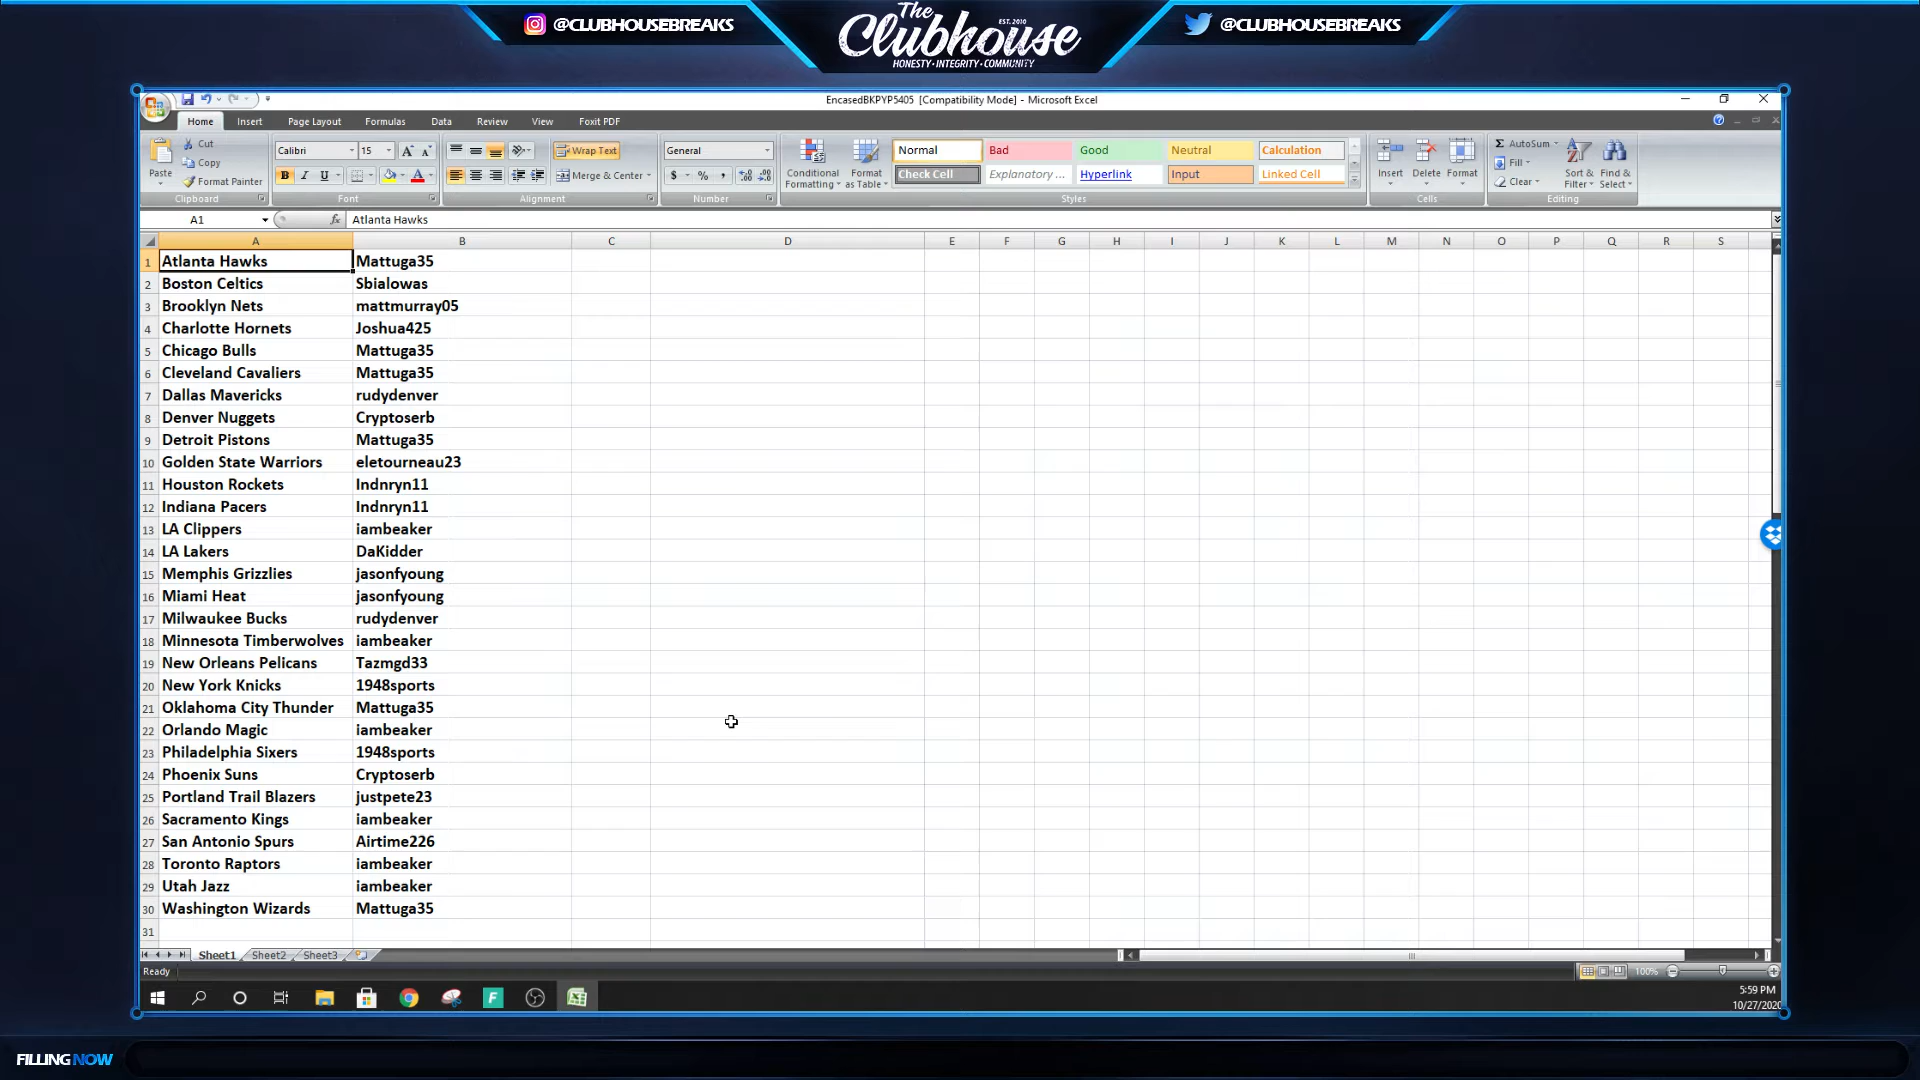 @CLUBHOUSEBREAKS
The Clubhouse
EST. 2010
HONESTY • INTEGRITY • COMMUNITY
@CLUBHOUSEBREAKS
EncasedBKPYP5405 [Compatibility Mode] - Microsoft Excel
Home Insert Page Layout Formulas Data Review View Foxit PDF
Paste
Cut
Copy
Format Painter
Clipboard
Calibri 15
B I U
Font
Wrap Text
Merge & Center
Alignment
General
$ % ,
Number
Conditional Formatting
Format as Table
Normal Bad Good Neutral Calculation
Check Cell Explanatory ... Hyperlink Input Linked Cell
Styles
Insert Delete Format
Cells
Σ AutoSum
Fill
Clear
Sort & Filter
Find & Select
Editing
A1 fx Atlanta Hawks
A B C D E F G H I J K L M N O P Q R S
1 Atlanta Hawks Mattuga35
2 Boston Celtics Sbialowas
3 Brooklyn Nets mattmurray05
4 Charlotte Hornets Joshua425
5 Chicago Bulls Mattuga35
6 Cleveland Cavaliers Mattuga35
7 Dallas Mavericks rudydenver
8 Denver Nuggets Cryptoserb
9 Detroit Pistons Mattuga35
10 Golden State Warriors eletourneau23
11 Houston Rockets Indnryn11
12 Indiana Pacers Indnryn11
13 LA Clippers iambeaker
14 LA Lakers DaKidder
15 Memphis Grizzlies jasonfyoung
16 Miami Heat jasonfyoung
17 Milwaukee Bucks rudydenver
18 Minnesota Timberwolves iambeaker
19 New Orleans Pelicans Tazmgd33
20 New York Knicks 1948sports
21 Oklahoma City Thunder Mattuga35
22 Orlando Magic iambeaker
23 Philadelphia Sixers 1948sports
24 Phoenix Suns Cryptoserb
25 Portland Trail Blazers justpete23
26 Sacramento Kings iambeaker
27 San Antonio Spurs Airtime226
28 Toronto Raptors iambeaker
29 Utah Jazz iambeaker
30 Washington Wizards Mattuga35
31
Sheet1 Sheet2 Sheet3
Ready 100%
5:59 PM
10/27/2020
FILLING NOW